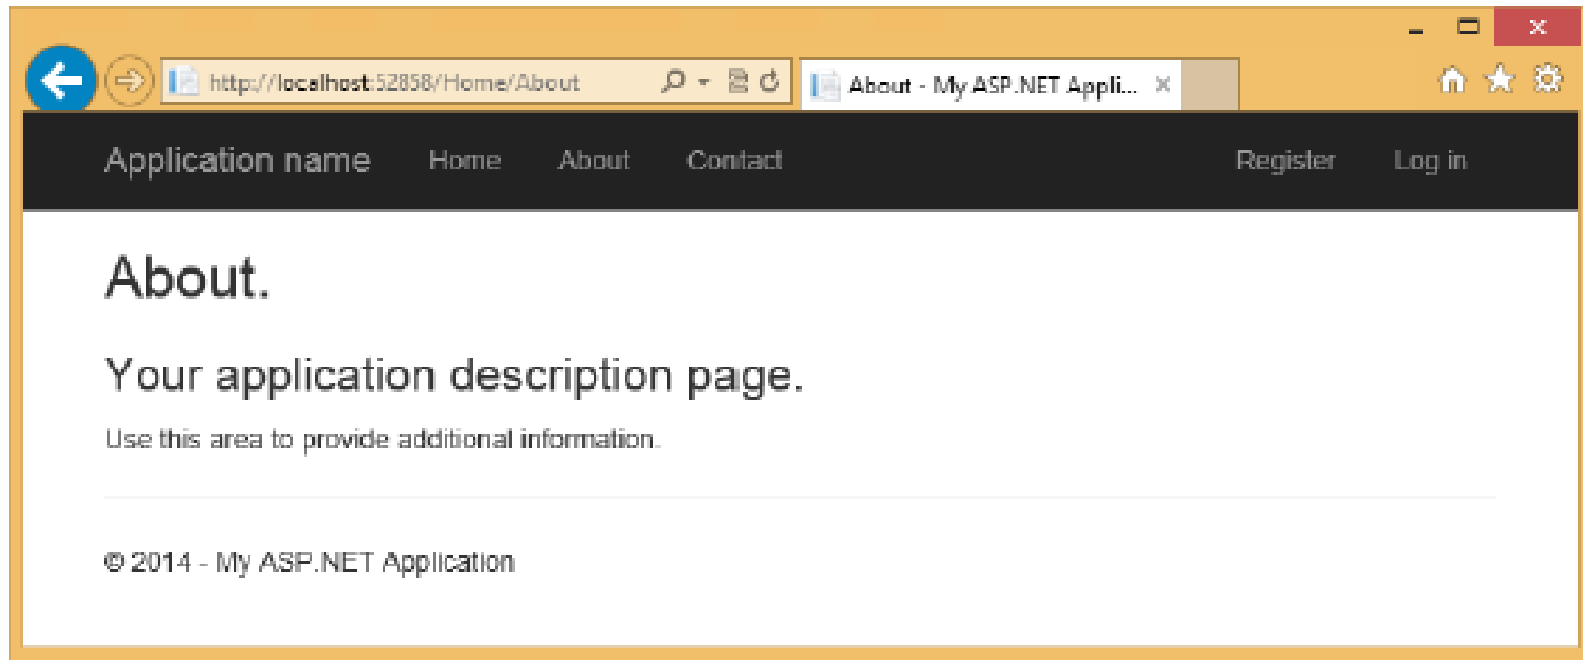 http://localhost:52858/Home/About
About - My ASP.NET Appli...
Application name Home About Contact Register Log in
About.
Your application description page.
Use this area to provide additional information.
© 2014 - My ASP.NET Application